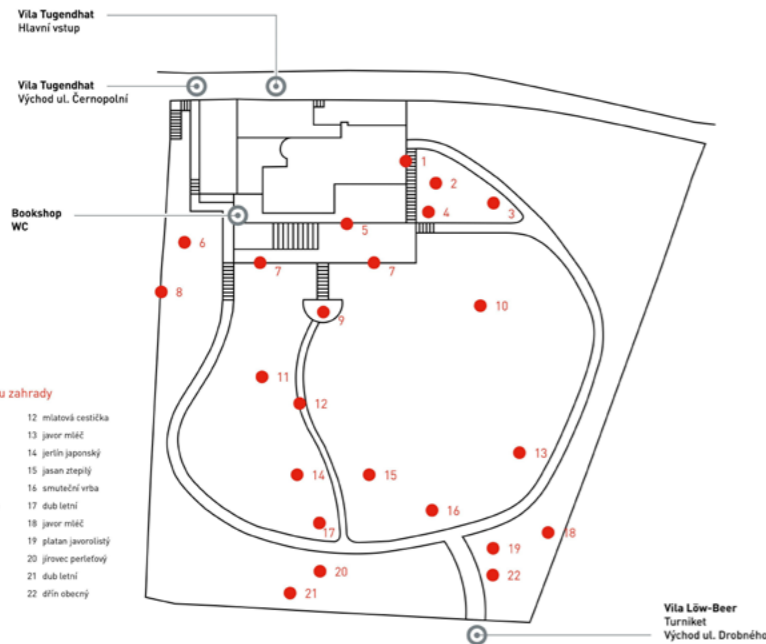 Vila Tugendhat
Hlavní vstup
Vila Tugendhat
Východ ul. Černopolní
1
2
3
4
Bookshop
WC
5
6
7
7
8
9
10
11
12
13
14
15
16
17
18
19
20
21
22
u zahrady
12 mlatová cestička
13 javor mléč
14 jerlín japonský
15 jasan ztepilý
16 smuteční vrba
17 dub letní
18 javor mléč
19 platan javorolistý
20 jírovec perleťový
21 dub letní
22 dřín obecný
Vila Löw-Beer
Turniket
Východ ul. Drobného